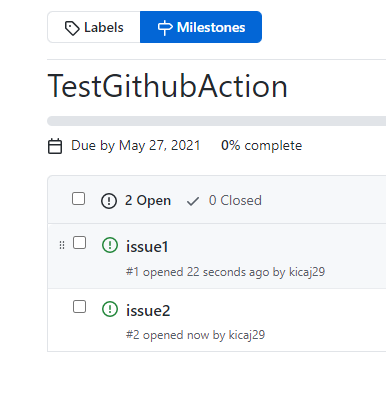 Labels Milestones
TestGithubAction
Due by May 27, 2021 0% complete
2 Open 0 Closed
issue1
#1 opened 22 seconds ago by kicaj29
issue2
#2 opened now by kicaj29